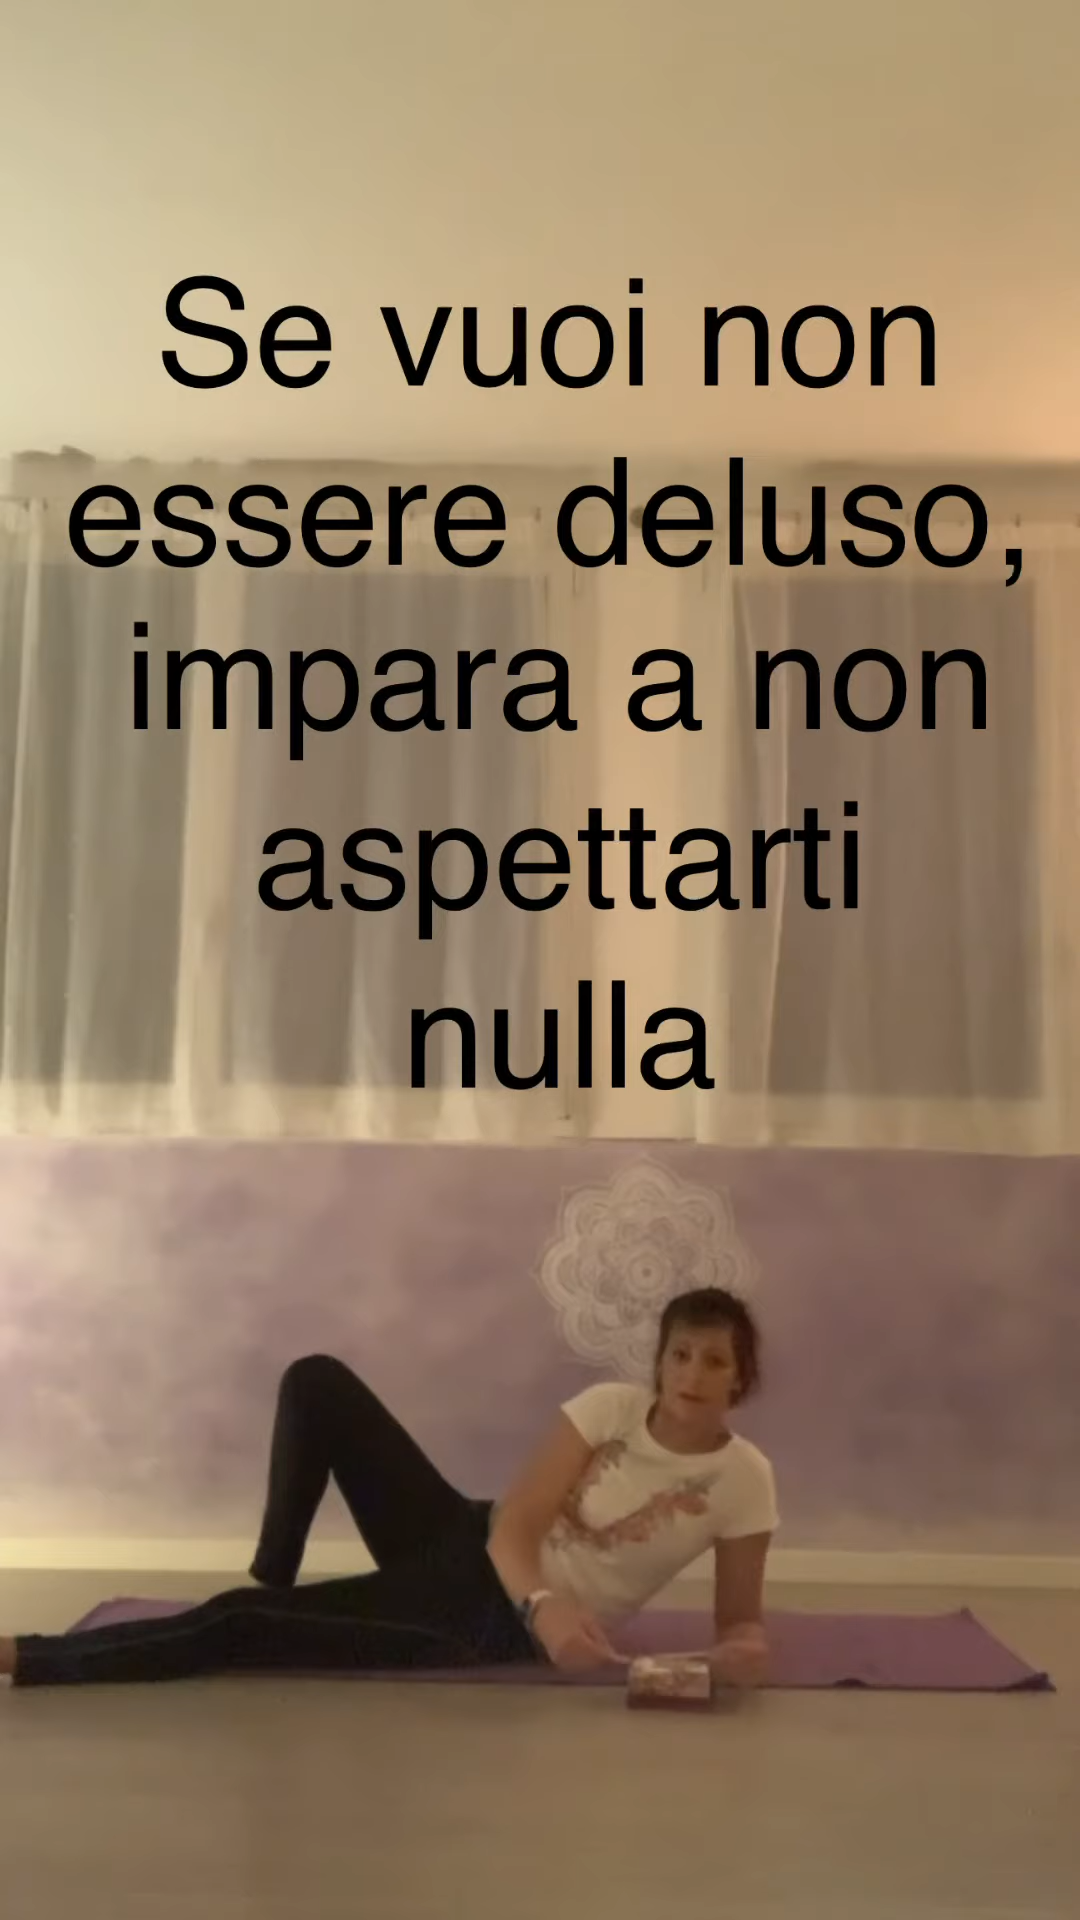 Se vuoi non
essere deluso,
impara a non
aspettarti
nulla